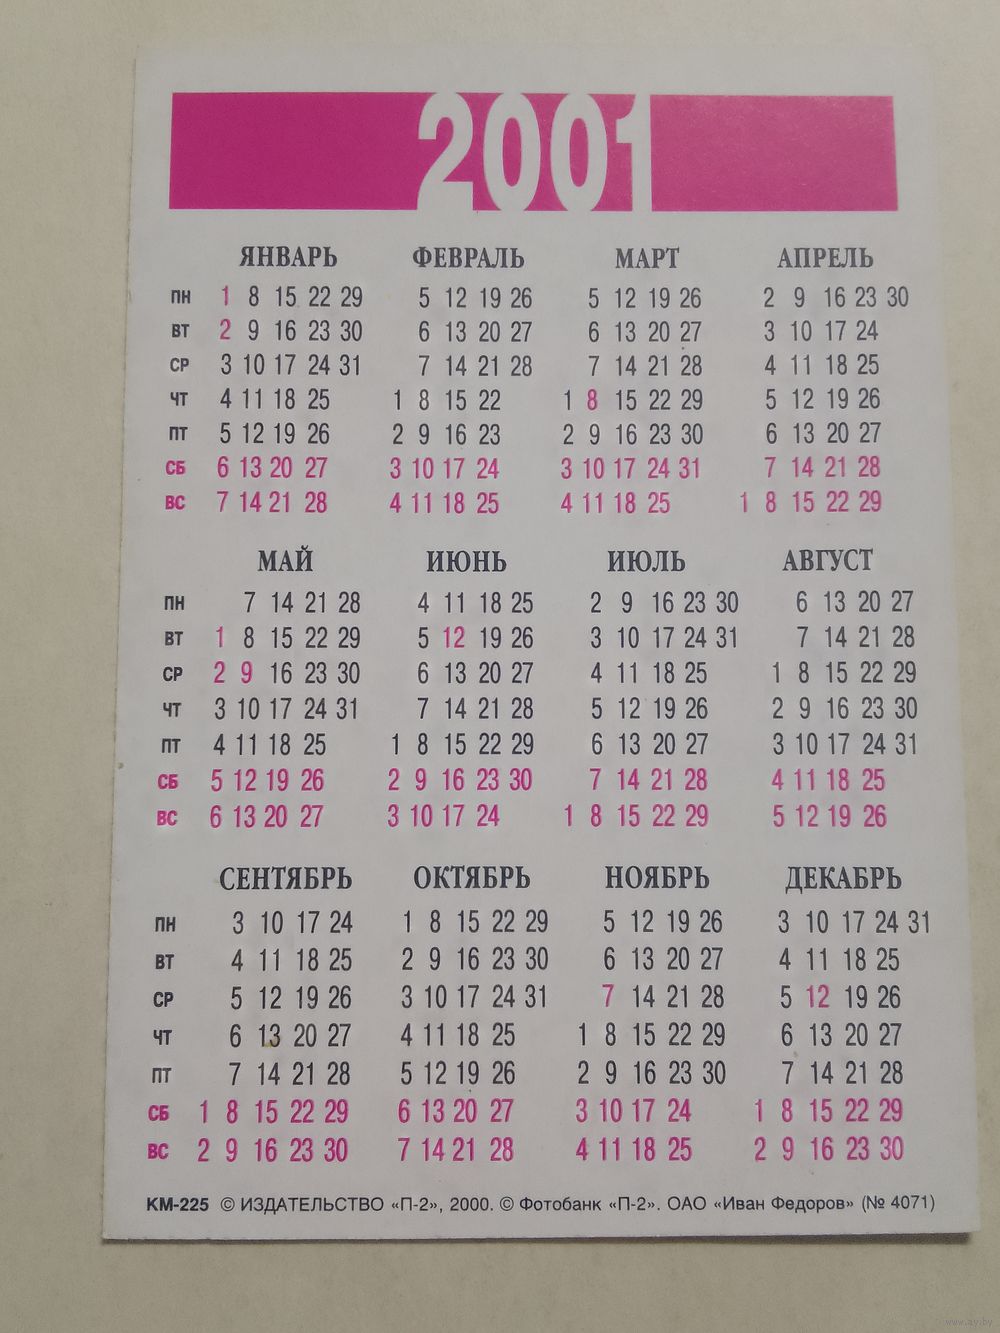 2001
ЯНВАРЬ ФЕВРАЛЬ МАРТ АПРЕЛЬ
ПН 1 8 15 22 29 5 12 19 26 5 12 19 26 2 9 16 23 30
ВТ 2 9 16 23 30 6 13 20 27 6 13 20 27 3 10 17 24
СР 3 10 17 24 31 7 14 21 28 7 14 21 28 4 11 18 25
ЧТ 4 11 18 25 1 8 15 22 1 8 15 22 29 5 12 19 26
ПТ 5 12 19 26 2 9 16 23 2 9 16 23 30 6 13 20 27
СБ 6 13 20 27 3 10 17 24 3 10 17 24 31 7 14 21 28
ВС 7 14 21 28 4 11 18 25 4 11 18 25 1 8 15 22 29
МАЙ ИЮНЬ ИЮЛЬ АВГУСТ
ПН 7 14 21 28 4 11 18 25 2 9 16 23 30 6 13 20 27
ВТ 1 8 15 22 29 5 12 19 26 3 10 17 24 31 7 14 21 28
СР 2 9 16 23 30 6 13 20 27 4 11 18 25 1 8 15 22 29
ЧТ 3 10 17 24 31 7 14 21 28 5 12 19 26 2 9 16 23 30
ПТ 4 11 18 25 1 8 15 22 29 6 13 20 27 3 10 17 24 31
СБ 5 12 19 26 2 9 16 23 30 7 14 21 28 4 11 18 25
ВС 6 13 20 27 3 10 17 24 1 8 15 22 29 5 12 19 26
СЕНТЯБРЬ ОКТЯБРЬ НОЯБРЬ ДЕКАБРЬ
ПН 3 10 17 24 1 8 15 22 29 5 12 19 26 3 10 17 24 31
ВТ 4 11 18 25 2 9 16 23 30 6 13 20 27 4 11 18 25
СР 5 12 19 26 3 10 17 24 31 7 14 21 28 5 12 19 26
ЧТ 6 13 20 27 4 11 18 25 1 8 15 22 29 6 13 20 27
ПТ 7 14 21 28 5 12 19 26 2 9 16 23 30 7 14 21 28
СБ 1 8 15 22 29 6 13 20 27 3 10 17 24 1 8 15 22 29
ВС 2 9 16 23 30 7 14 21 28 4 11 18 25 2 9 16 23 30
КМ-225 © ИЗДАТЕЛЬСТВО «П-2», 2000. © Фотобанк «П-2». ОАО «Иван Федоров» (№ 4071)
www.ay.by